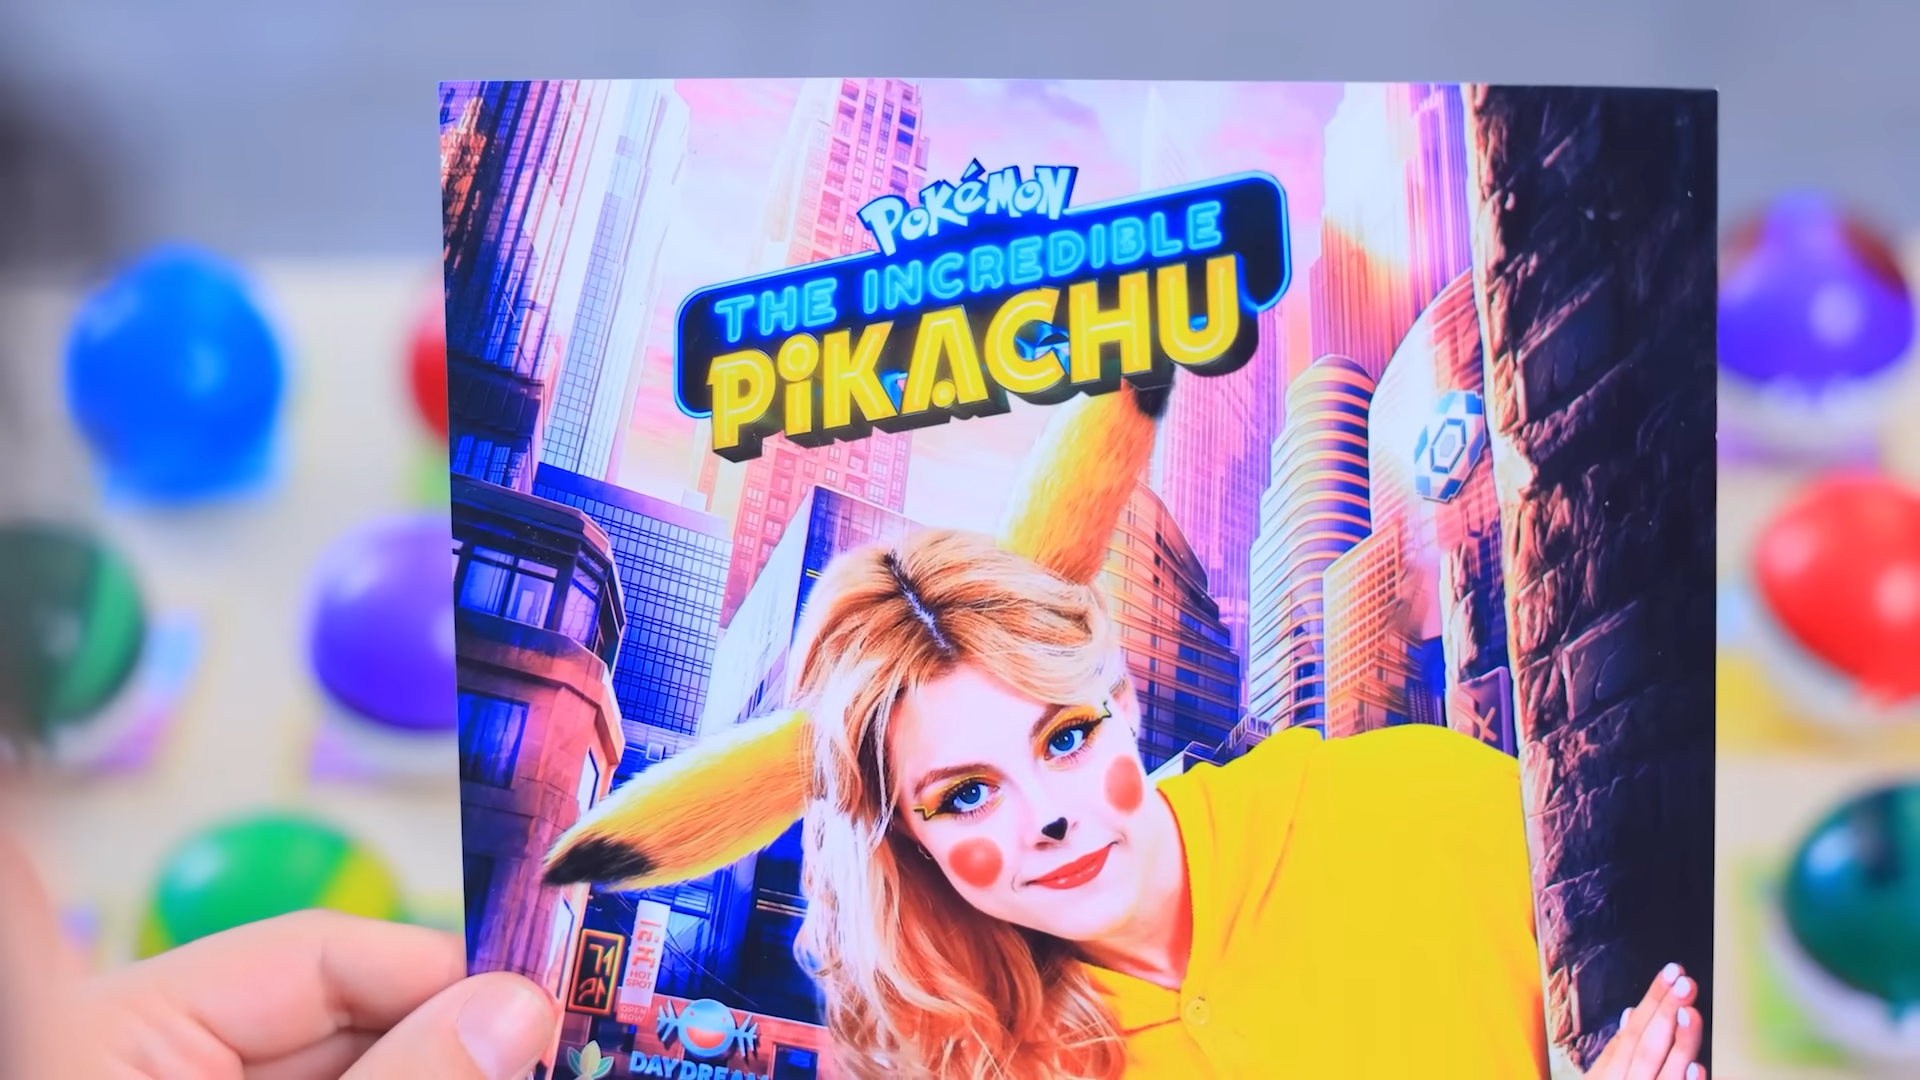 POKéMON
THE INCREDIBLE
PiKACHU
HOT
SPOT
OPEN
NOW
DAY DREAM